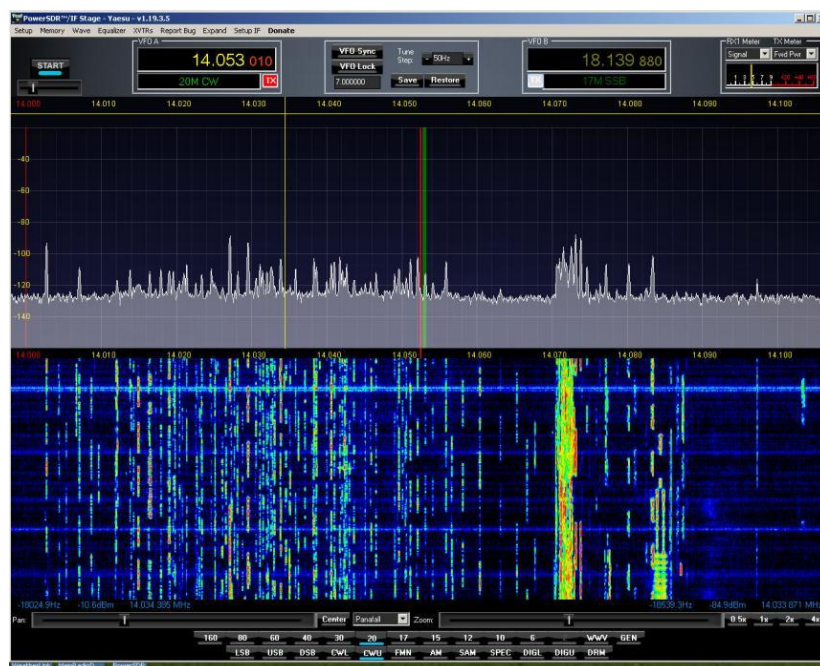 PowerSDR™/IF Stage - Yaesu - v1.19.3.5
Setup Memory Wave Equalizer XVTRs Report Bug Expand Setup IF Donate
START
VFO A
14.053 010
20M CW TX
VFO Sync
VFO Lock
7.000000
Tune Step: - 50Hz +
Save Restore
VFO B
18.139 880
TX 17M SSB
RX1 Meter TX Meter
Signal Fwd Pwr
1 3 5 7 9
14.000 14.010 14.020 14.030 14.040 14.050 14.060 14.070 14.080 14.090 14.100
-40
-60
-80
-100
-120
-140
14.000 14.010 14.020 14.030 14.040 14.050 14.060 14.070 14.080 14.090 14.100
-18024.9Hz -10.6dBm 14.034 385 MHz -18539.3Hz -84.9dBm 14.033 871 MHz
Pan: Center Panafall Zoom: 0.5x 1x 2x 4x
160 80 60 40 30 20 17 15 12 10 6 WWV GEN
LSB USB DSB CWL CWU FMN AM SAM SPEC DIGL DIGU DRM